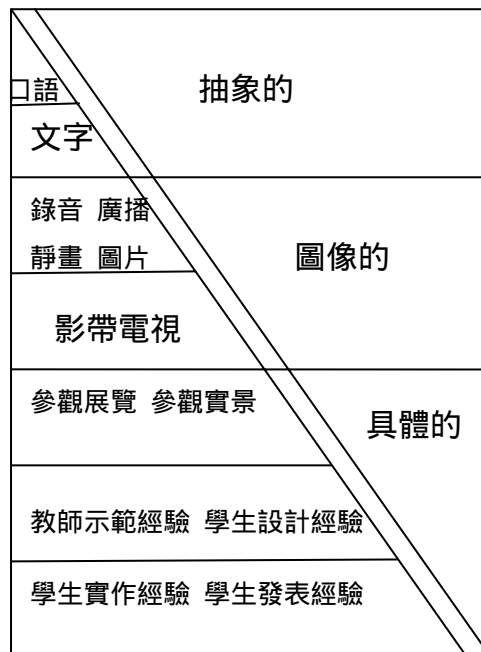 口語
抽象的
文字
錄音 廣播
靜畫 圖片
圖像的
影帶電視
參觀展覽 參觀實景
具體的
教師示範經驗 學生設計經驗
學生實作經驗 學生發表經驗